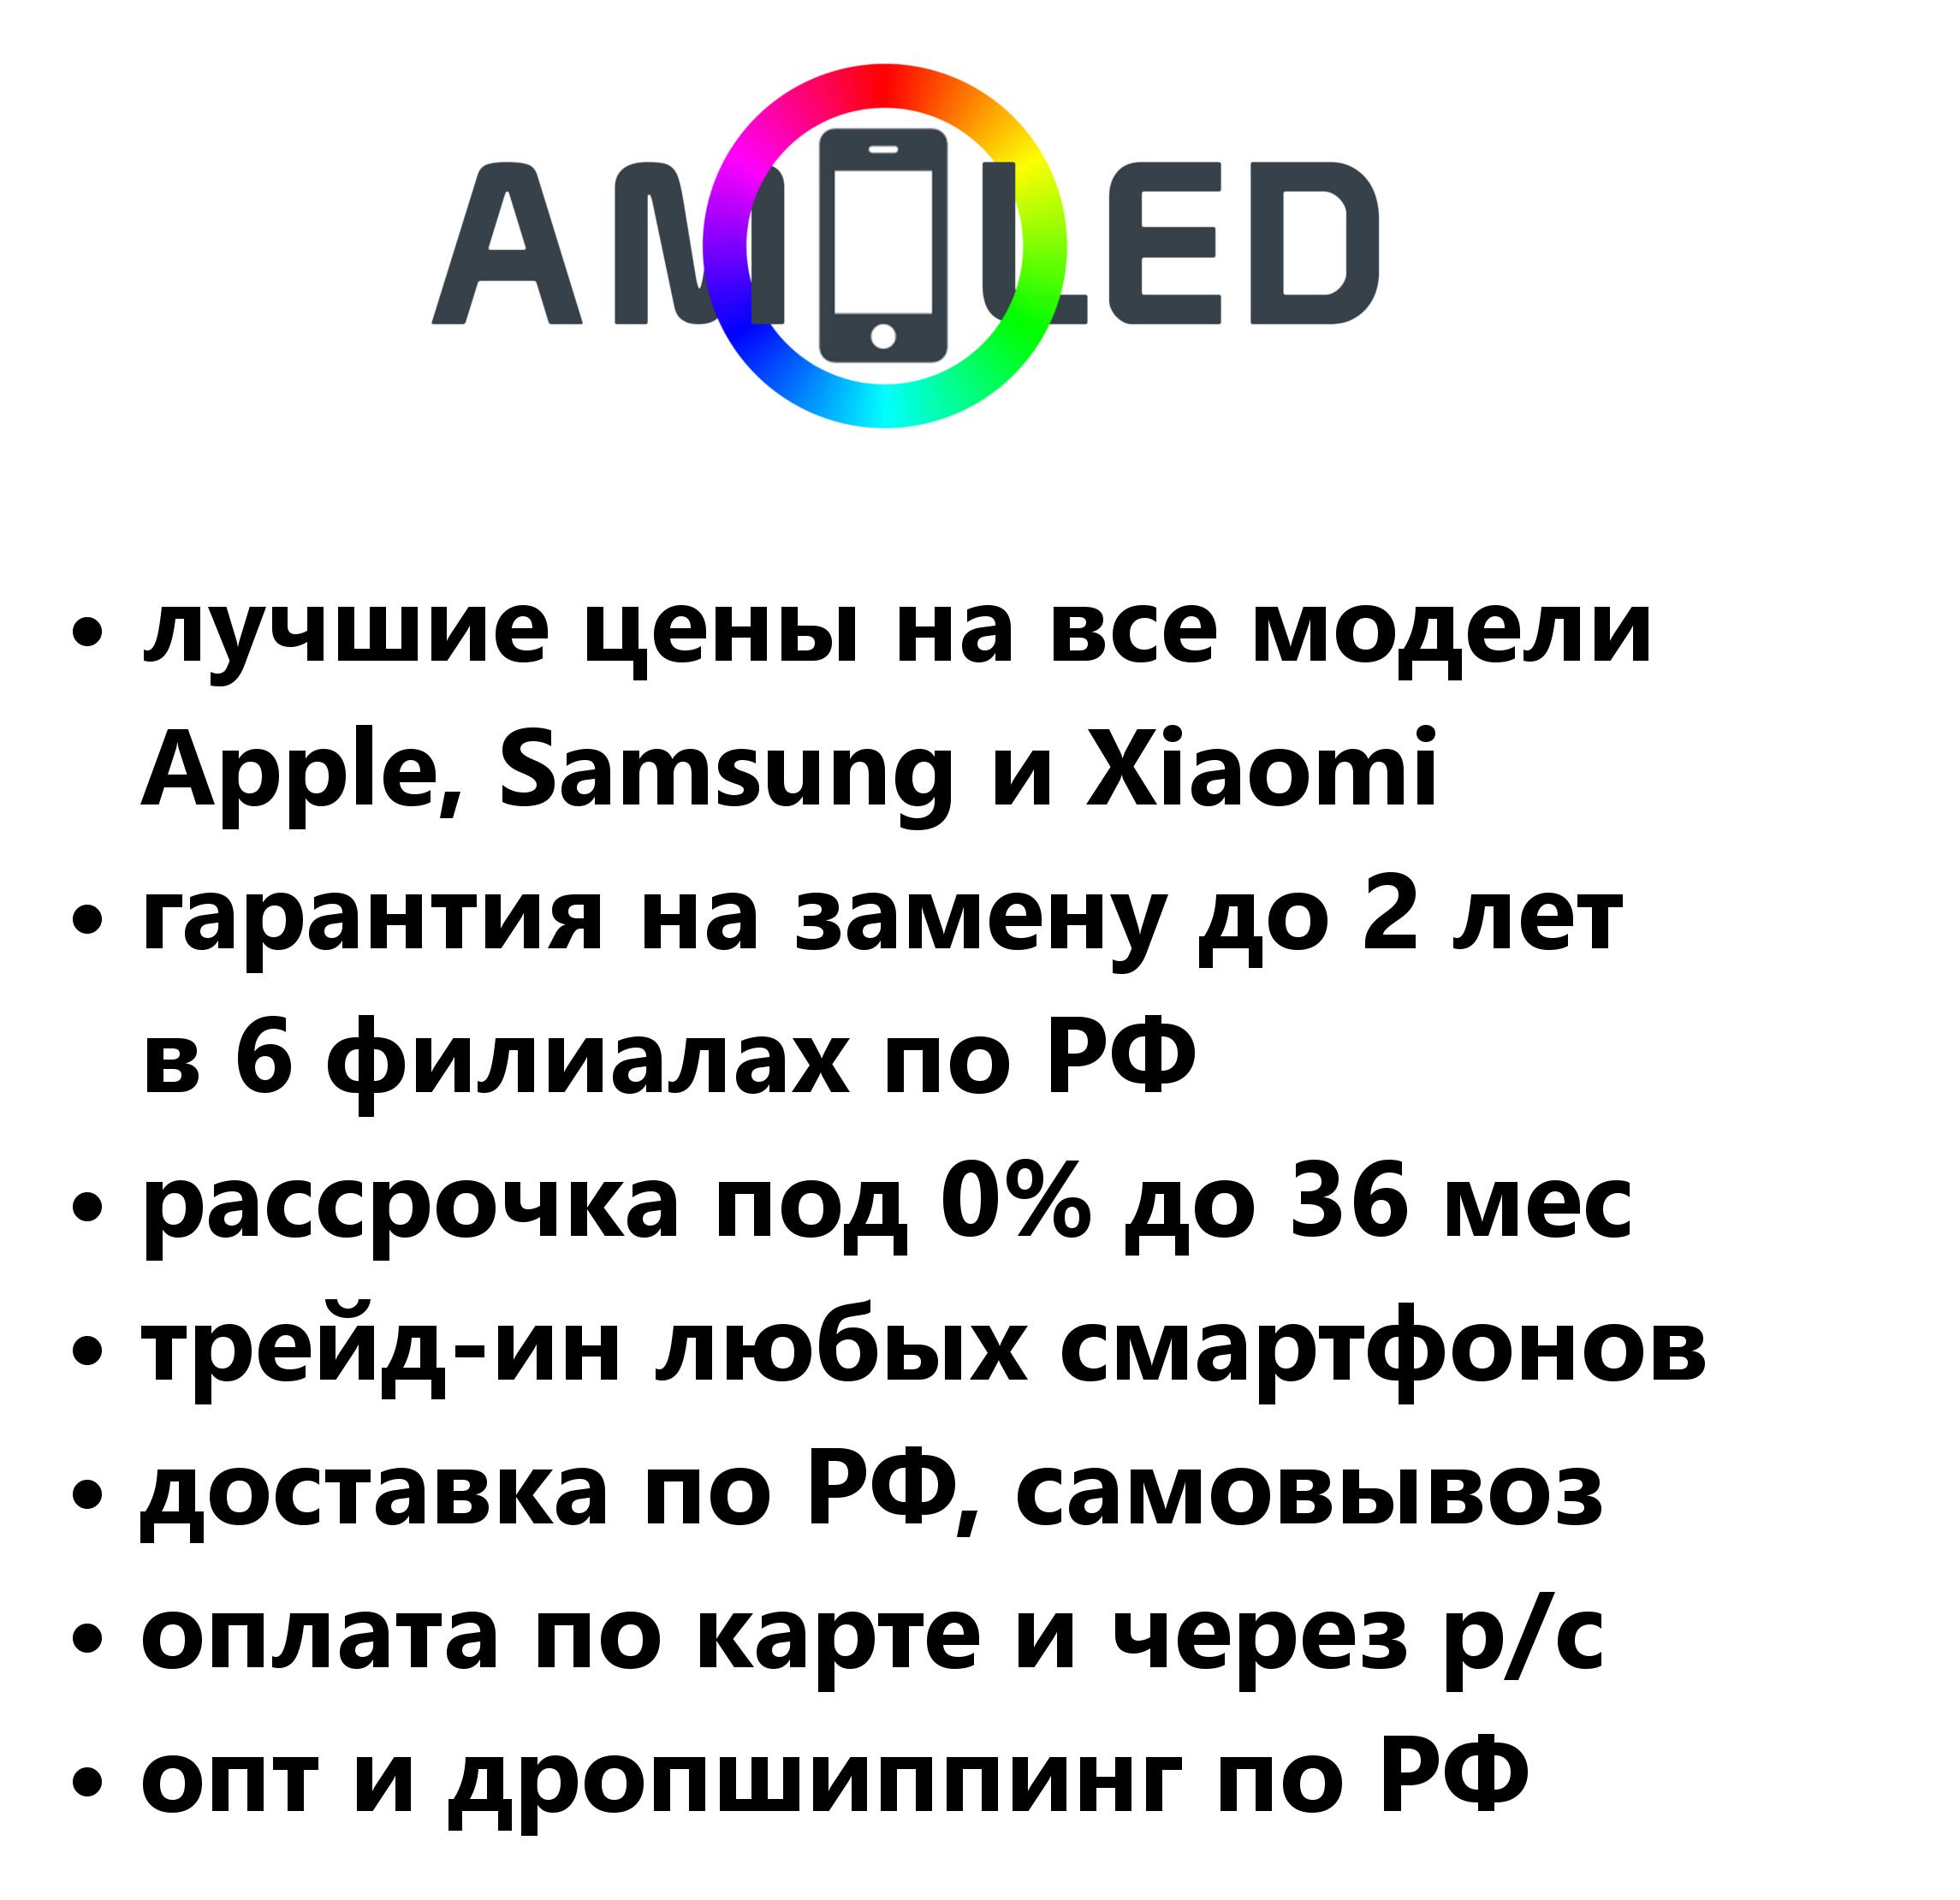 AMOLED
• лучшие цены на все модели
Apple, Samsung и Xiaomi
• гарантия на замену до 2 лет
в 6 филиалах по РФ
• рассрочка под 0% до 36 мес
• трейд-ин любых смартфонов
• доставка по РФ, самовывоз
• оплата по карте и через р/с
• опт и дропшиппинг по РФ